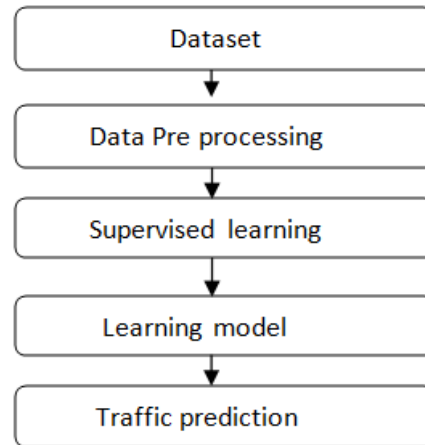 Dataset
Data Pre processing
Supervised learning
Learning model
Traffic prediction